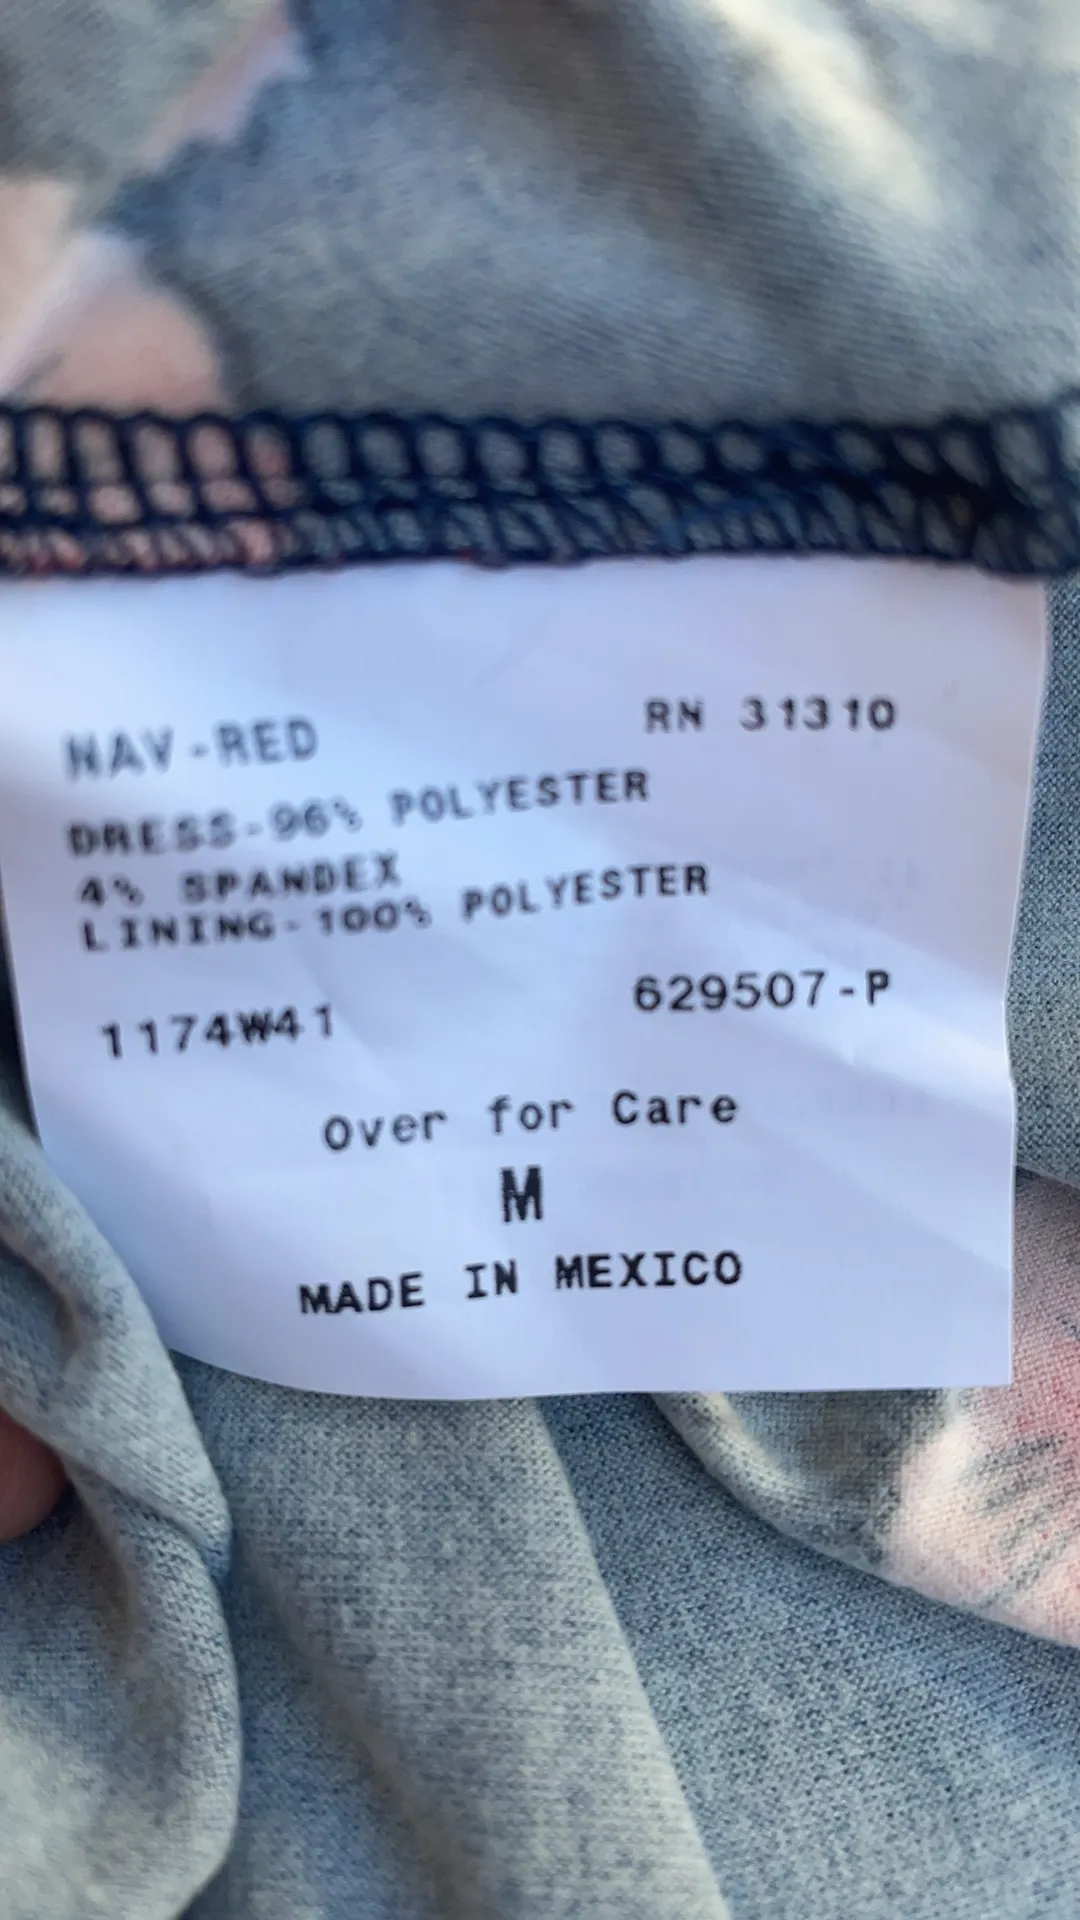 NAV-RED RN 31310
DRESS-96% POLYESTER
4% SPANDEX
LINING-100% POLYESTER
1174W41 629507-P
Over for Care
M
MADE IN MEXICO